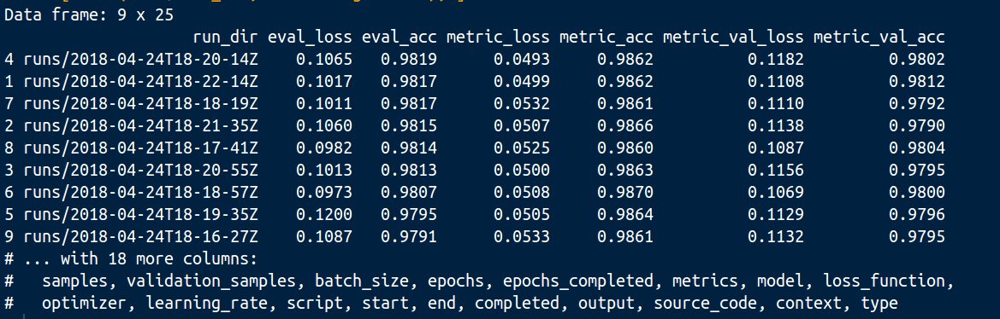 Data frame: 9 x 25
run_dir eval_loss eval_acc metric_loss metric_acc metric_val_loss metric_val_acc
4 runs/2018-04-24T18-20-14Z 0.1065 0.9819 0.0493 0.9862 0.1182 0.9802
1 runs/2018-04-24T18-22-14Z 0.1017 0.9817 0.0499 0.9862 0.1108 0.9812
7 runs/2018-04-24T18-18-19Z 0.1011 0.9817 0.0532 0.9861 0.1110 0.9792
2 runs/2018-04-24T18-21-35Z 0.1060 0.9815 0.0507 0.9866 0.1138 0.9790
8 runs/2018-04-24T18-17-41Z 0.0982 0.9814 0.0525 0.9860 0.1087 0.9804
3 runs/2018-04-24T18-20-55Z 0.1013 0.9813 0.0500 0.9863 0.1156 0.9795
6 runs/2018-04-24T18-18-57Z 0.0973 0.9807 0.0508 0.9870 0.1069 0.9800
5 runs/2018-04-24T18-19-35Z 0.1200 0.9795 0.0505 0.9864 0.1129 0.9796
9 runs/2018-04-24T18-16-27Z 0.1087 0.9791 0.0533 0.9861 0.1132 0.9795
# ... with 18 more columns:
#   samples, validation_samples, batch_size, epochs, epochs_completed, metrics, model, loss_function,
#   optimizer, learning_rate, script, start, end, completed, output, source_code, context, type